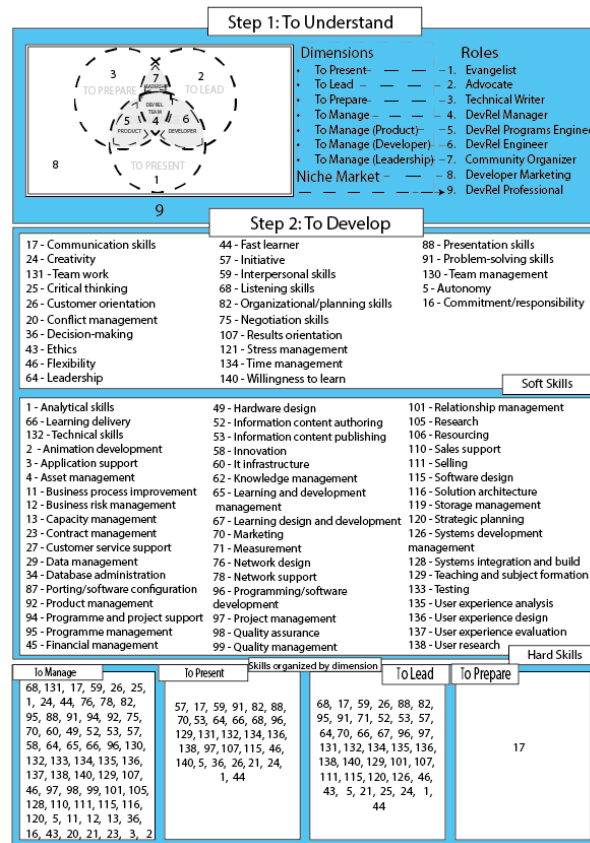 Step 1: To Understand
3
TO PREPARE
7
2
TO LEAD
DEVREL
TEAM
5
4
6
PRODUCT
DEVELOPER
TO PRESENT
1
8
9
Dimensions
• To Present
• To Lead
• To Prepare
• To Manage
• To Manage (Product)
• To Manage (Developer)
• To Manage (Leadership)
Niche Market
Roles
1. Evangelist
2. Advocate
3. Technical Writer
4. DevRel Manager
5. DevRel Programs Enginee
6. DevRel Engineer
7. Community Organizer
8. Developer Marketing
9. DevRel Professional
Step 2: To Develop
17 - Communication skills
24 - Creativity
131 - Team work
25 - Critical thinking
26 - Customer orientation
20 - Conflict management
36 - Decision-making
43 - Ethics
46 - Flexibility
64 - Leadership
44 - Fast learner
57 - Initiative
59 - Interpersonal skills
68 - Listening skills
82 - Organizational/planning skills
75 - Negotiation skills
107 - Results orientation
121 - Stress management
134 - Time management
140 - Willingness to learn
88 - Presentation skills
91 - Problem-solving skills
130 - Team management
5 - Autonomy
16 - Commitment/responsibility
Soft Skills
1 - Analytical skills
66 - Learning delivery
132 - Technical skills
2 - Animation development
3 - Application support
4 - Asset management
11 - Business process improvement
12 - Business risk management
13 - Capacity management
23 - Contract management
27 - Customer service support
29 - Data management
34 - Database administration
87 - Porting/software configuration
92 - Product management
94 - Programme and project support
95 - Programme management
45 - Financial management
49 - Hardware design
52 - Information content authoring
53 - Information content publishing
58 - Innovation
60 - It infrastructure
62 - Knowledge management
65 - Learning and development
management
67 - Learning design and development
70 - Marketing
71 - Measurement
76 - Network design
78 - Network support
96 - Programming/software
development
97 - Project management
98 - Quality assurance
99 - Quality management
101 - Relationship management
105 - Research
106 - Resourcing
110 - Sales support
111 - Selling
115 - Software design
116 - Solution architecture
119 - Storage management
120 - Strategic planning
126 - Systems development
management
128 - Systems integration and build
129 - Teaching and subject formation
133 - Testing
135 - User experience analysis
136 - User experience design
137 - User experience evaluation
138 - User research
Hard Skills
Skills organized by dimension
To Manage
68, 131, 17, 59, 26, 25,
1, 24, 44, 76, 78, 82,
95, 88, 91, 94, 92, 75,
70, 60, 49, 52, 53, 57,
58, 64, 65, 66, 96, 130,
132, 133, 134, 135, 136,
137, 138, 140, 129, 107,
46, 97, 98, 99, 101, 105,
128, 110, 111, 115, 116,
120, 5, 11, 12, 13, 36,
16, 43, 20, 21, 23, 3, 2
To Present
57, 17, 59, 91, 82, 88,
70, 53, 64, 66, 68, 96,
129, 131, 132, 134, 136,
138, 97, 107, 115, 46,
140, 5, 36, 26, 21, 24,
1, 44
To Lead
68, 17, 59, 26, 88, 82,
95, 91, 71, 52, 53, 57,
64, 70, 66, 67, 96, 97,
131, 132, 134, 135, 136,
138, 140, 129, 101, 107,
111, 115, 120, 126, 46,
43, 5, 21, 25, 24, 1,
44
To Prepare
17